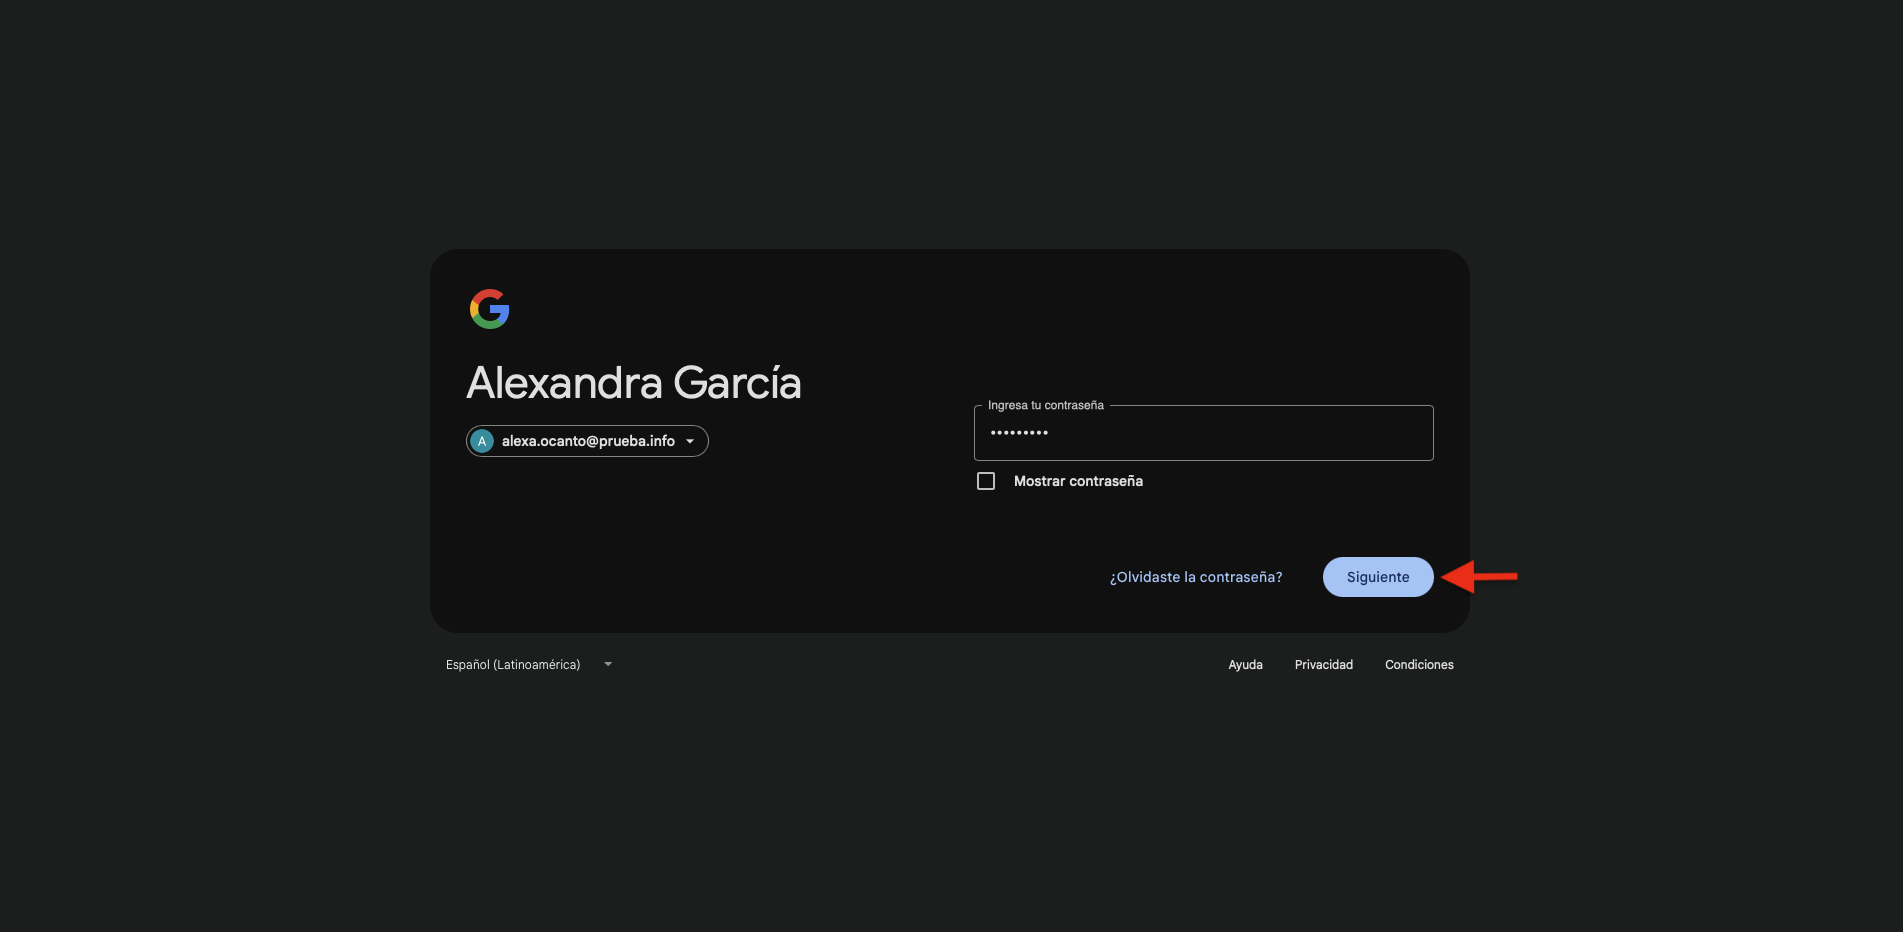 Alexandra García
A alexa.ocanto@prueba.info
Ingresa tu contraseña
•••••••••
Mostrar contraseña
¿Olvidaste la contraseña?
Siguiente
Español (Latinoamérica)
Ayuda
Privacidad
Condiciones